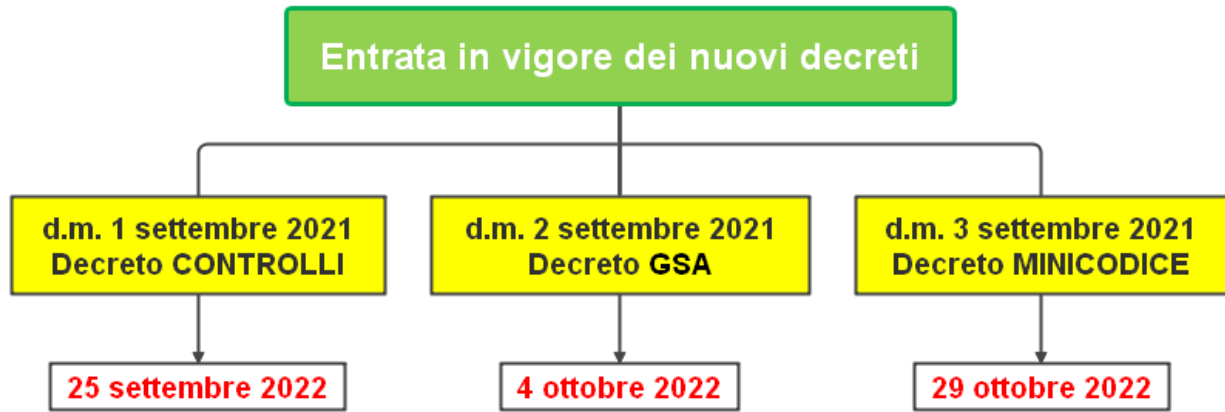 Entrata in vigore dei nuovi decreti
d.m. 1 settembre 2021
Decreto CONTROLLI
d.m. 2 settembre 2021
Decreto GSA
d.m. 3 settembre 2021
Decreto MINICODICE
25 settembre 2022
4 ottobre 2022
29 ottobre 2022